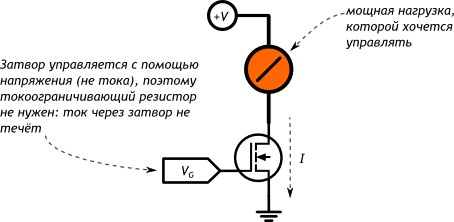 +V
мощная нагрузка,
которой хочется
управлять
Затвор управляется с помощью
напряжения (не тока), поэтому
токоограничивающий резистор
не нужен: ток через затвор не
течёт
I
VG